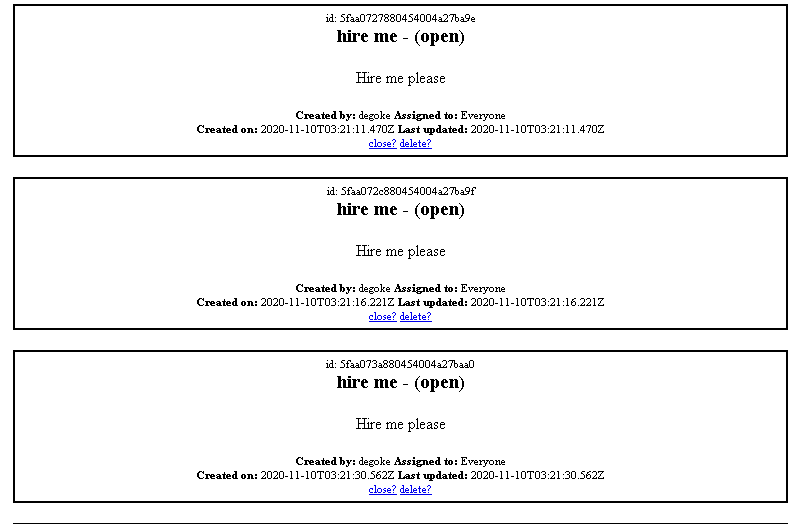 id: 5faa0727880454004a27ba9e
hire me - (open)
Hire me please
Created by: degoke Assigned to: Everyone
Created on: 2020-11-10T03:21:11.470Z Last updated: 2020-11-10T03:21:11.470Z
close? delete?
id: 5faa072c880454004a27ba9f
hire me - (open)
Hire me please
Created by: degoke Assigned to: Everyone
Created on: 2020-11-10T03:21:16.221Z Last updated: 2020-11-10T03:21:16.221Z
close? delete?
id: 5faa073a880454004a27baa0
hire me - (open)
Hire me please
Created by: degoke Assigned to: Everyone
Created on: 2020-11-10T03:21:30.562Z Last updated: 2020-11-10T03:21:30.562Z
close? delete?